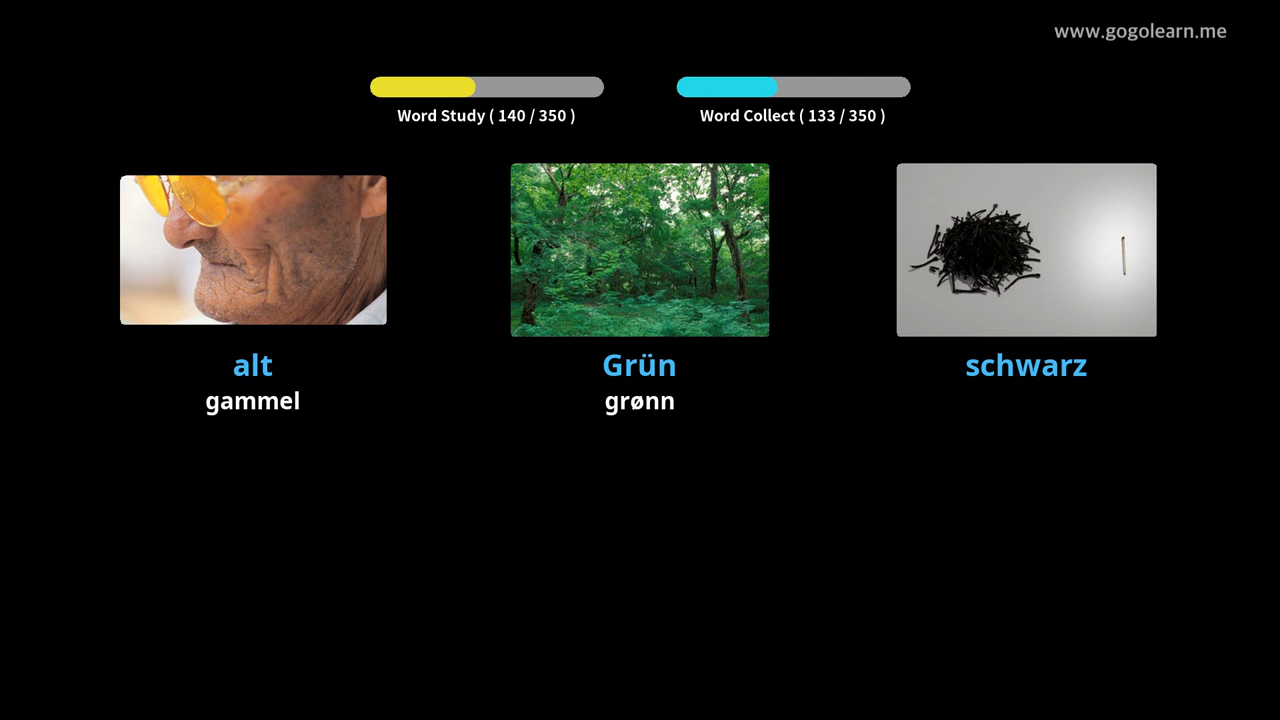 www.gogolearn.me
Word Study ( 140 / 350 )
Word Collect ( 133 / 350 )
alt
gammel
Grün
grønn
schwarz